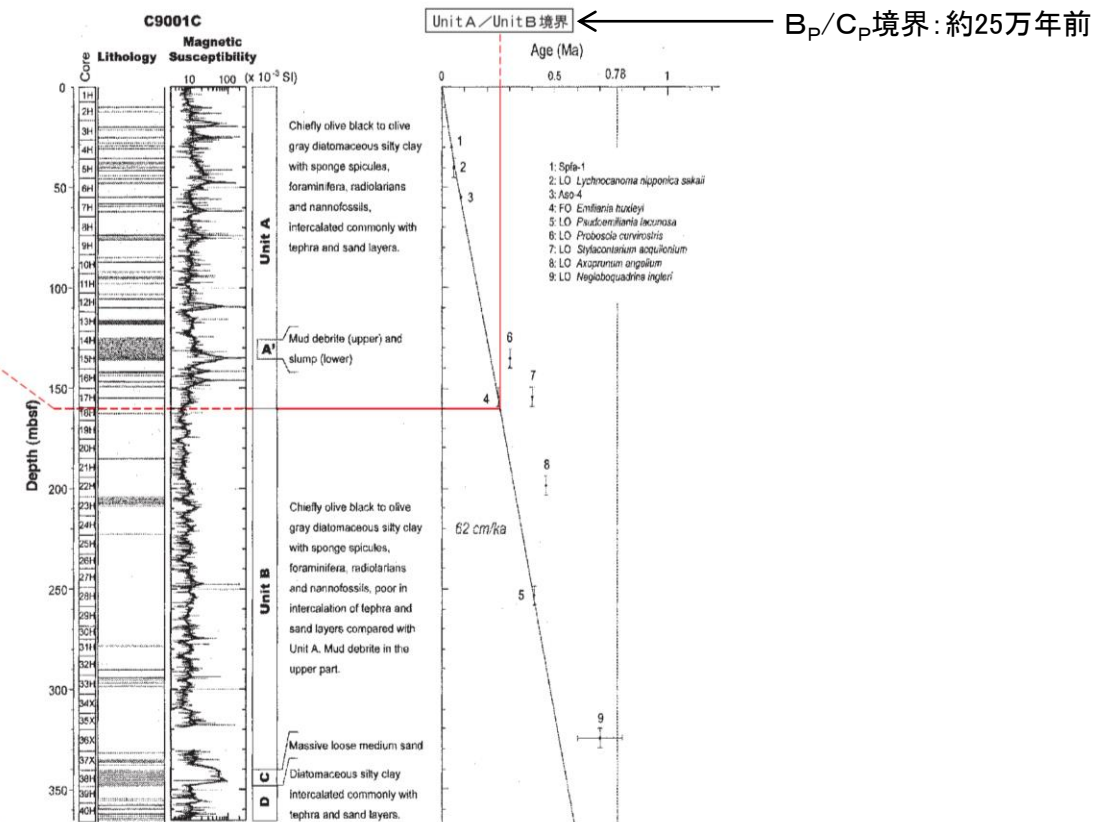 C9001C
Unit A／Unit B 境界
BP/CP境界：約25万年前
Core
Lithology
Magnetic
Susceptibility
10 100 (x 10⁻⁵ SI)
Age (Ma)
0 0.5 0.78 1
Depth (mbsf)
0
50
100
150
200
250
300
350
1H
2H
3H
4H
5H
6H
7H
8H
9H
10H
11H
12H
13H
14H
15H
16H
17H
18H
19H
20H
21H
22H
23H
24H
25H
26H
27H
28H
29H
30H
31H
32H
33H
34X
35X
36X
37X
38H
39H
40H
Unit A
A'
Unit B
C
D
Chiefly olive black to olive
gray diatomaceous silty clay
with sponge spicules,
foraminifera, radiolarians
and nannofossils,
intercalated commonly with
tephra and sand layers.
Mud debrite (upper) and
slump (lower)
Chiefly olive black to olive
gray diatomaceous silty clay
with sponge spicules,
foraminifera, radiolarians
and nannofossils, poor in
intercalation of tephra and
sand layers compared with
Unit A. Mud debrite in the
upper part.
Massive loose medium sand
Diatomaceous silty clay
intercalated commonly with
tephra and sand layers.
1
2
3
6
7
4
8
62 cm/ka
5
9
1: Spfa-1
2: LO Lychnocanoma nipponica sakaii
3: Aso-4
4: FO Emiliania huxleyi
5: LO Pseudoemiliania lacunosa
6: LO Proboscia curvirostris
7: LO Stylacontarium acquilonium
8: LO Axoprunum angelium
9: LO Negloboquadrina ingleri